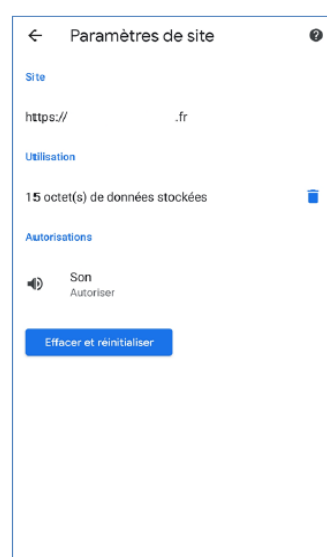 Paramètres de site
Site
https:// .fr
Utilisation
15 octet(s) de données stockées
Autorisations
Son
Autoriser
Effacer et réinitialiser